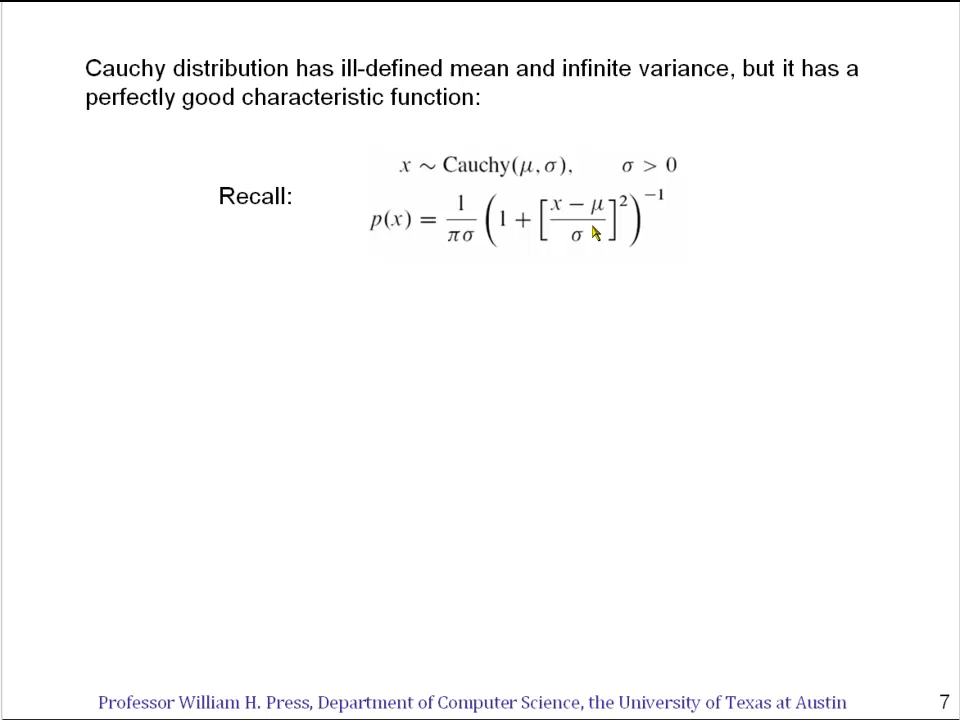 Cauchy distribution has ill-defined mean and infinite variance, but it has a
perfectly good characteristic function:
x ∼ Cauchy(μ, σ),   σ > 0
Recall:
p(x) = 1/(πσ) (1 + [(x − μ)/σ]²)⁻¹
Professor William H. Press, Department of Computer Science, the University of Texas at Austin
7